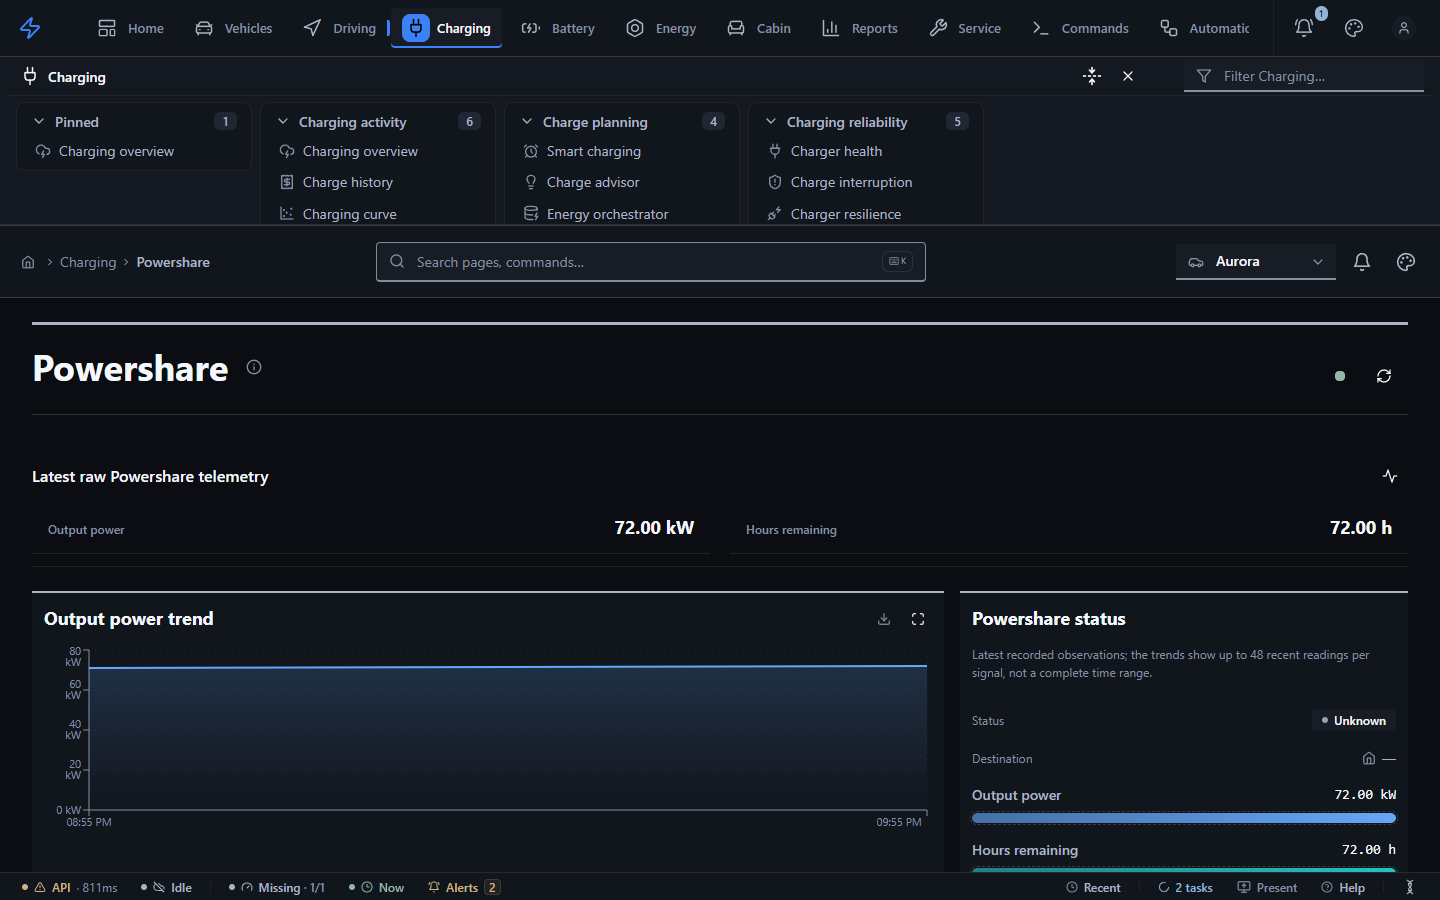 Home
Vehicles
Driving
Charging
Battery
Energy
Cabin
Reports
Service
Commands
Automatic
1
Charging
Filter Charging...
Pinned 1
Charging overview
Charging activity 6
Charging overview
Charge history
Charging curve
Charge planning 4
Smart charging
Charge advisor
Energy orchestrator
Charging reliability 5
Charger health
Charge interruption
Charger resilience
Charging
Powershare
Search pages, commands...
K
Aurora
Powershare
Latest raw Powershare telemetry
Output power 72.00 kW
Hours remaining 72.00 h
Output power trend
80 kW
60 kW
40 kW
20 kW
0 kW
08:55 PM
09:55 PM
Powershare status
Latest recorded observations; the trends show up to 48 recent readings per
signal, not a complete time range.
Status Unknown
Destination —
Output power 72.00 kW
Hours remaining 72.00 h
API · 811ms
Idle
Missing · 1/1
Now
Alerts 2
Recent
2 tasks
Present
Help